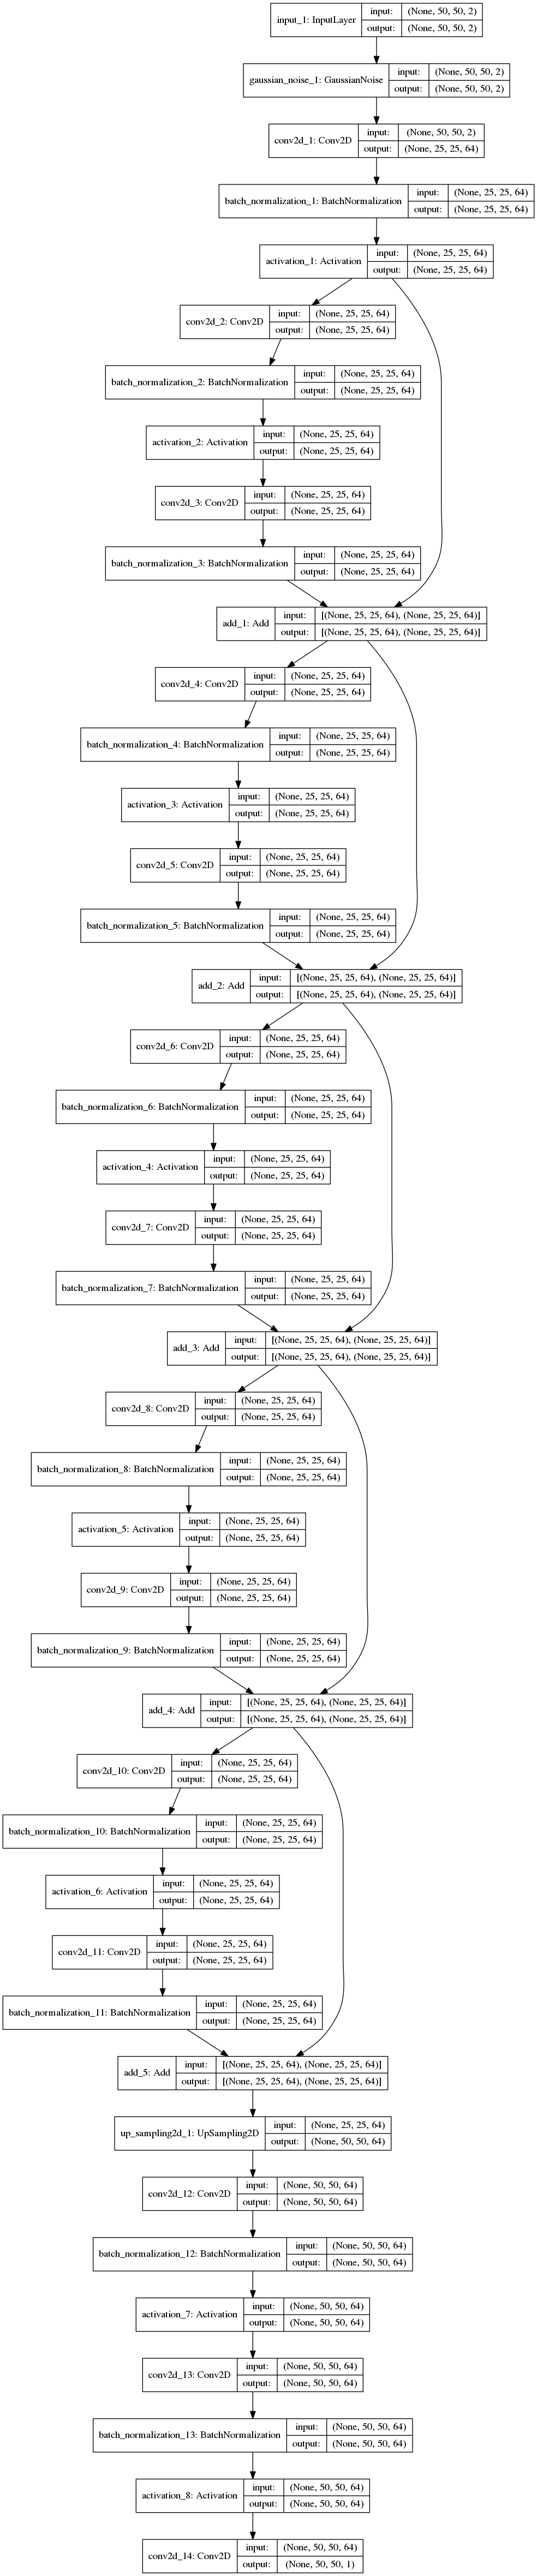 input_1: InputLayer
input: (None, 50, 50, 2)
output: (None, 50, 50, 2)
gaussian_noise_1: GaussianNoise
input: (None, 50, 50, 2)
output: (None, 50, 50, 2)
conv2d_1: Conv2D
input: (None, 50, 50, 2)
output: (None, 25, 25, 64)
batch_normalization_1: BatchNormalization
input: (None, 25, 25, 64)
output: (None, 25, 25, 64)
activation_1: Activation
input: (None, 25, 25, 64)
output: (None, 25, 25, 64)
conv2d_2: Conv2D
input: (None, 25, 25, 64)
output: (None, 25, 25, 64)
batch_normalization_2: BatchNormalization
input: (None, 25, 25, 64)
output: (None, 25, 25, 64)
activation_2: Activation
input: (None, 25, 25, 64)
output: (None, 25, 25, 64)
conv2d_3: Conv2D
input: (None, 25, 25, 64)
output: (None, 25, 25, 64)
batch_normalization_3: BatchNormalization
input: (None, 25, 25, 64)
output: (None, 25, 25, 64)
add_1: Add
input: [(None, 25, 25, 64), (None, 25, 25, 64)]
output: [(None, 25, 25, 64), (None, 25, 25, 64)]
conv2d_4: Conv2D
input: (None, 25, 25, 64)
output: (None, 25, 25, 64)
batch_normalization_4: BatchNormalization
input: (None, 25, 25, 64)
output: (None, 25, 25, 64)
activation_3: Activation
input: (None, 25, 25, 64)
output: (None, 25, 25, 64)
conv2d_5: Conv2D
input: (None, 25, 25, 64)
output: (None, 25, 25, 64)
batch_normalization_5: BatchNormalization
input: (None, 25, 25, 64)
output: (None, 25, 25, 64)
add_2: Add
input: [(None, 25, 25, 64), (None, 25, 25, 64)]
output: [(None, 25, 25, 64), (None, 25, 25, 64)]
conv2d_6: Conv2D
input: (None, 25, 25, 64)
output: (None, 25, 25, 64)
batch_normalization_6: BatchNormalization
input: (None, 25, 25, 64)
output: (None, 25, 25, 64)
activation_4: Activation
input: (None, 25, 25, 64)
output: (None, 25, 25, 64)
conv2d_7: Conv2D
input: (None, 25, 25, 64)
output: (None, 25, 25, 64)
batch_normalization_7: BatchNormalization
input: (None, 25, 25, 64)
output: (None, 25, 25, 64)
add_3: Add
input: [(None, 25, 25, 64), (None, 25, 25, 64)]
output: [(None, 25, 25, 64), (None, 25, 25, 64)]
conv2d_8: Conv2D
input: (None, 25, 25, 64)
output: (None, 25, 25, 64)
batch_normalization_8: BatchNormalization
input: (None, 25, 25, 64)
output: (None, 25, 25, 64)
activation_5: Activation
input: (None, 25, 25, 64)
output: (None, 25, 25, 64)
conv2d_9: Conv2D
input: (None, 25, 25, 64)
output: (None, 25, 25, 64)
batch_normalization_9: BatchNormalization
input: (None, 25, 25, 64)
output: (None, 25, 25, 64)
add_4: Add
input: [(None, 25, 25, 64), (None, 25, 25, 64)]
output: [(None, 25, 25, 64), (None, 25, 25, 64)]
conv2d_10: Conv2D
input: (None, 25, 25, 64)
output: (None, 25, 25, 64)
batch_normalization_10: BatchNormalization
input: (None, 25, 25, 64)
output: (None, 25, 25, 64)
activation_6: Activation
input: (None, 25, 25, 64)
output: (None, 25, 25, 64)
conv2d_11: Conv2D
input: (None, 25, 25, 64)
output: (None, 25, 25, 64)
batch_normalization_11: BatchNormalization
input: (None, 25, 25, 64)
output: (None, 25, 25, 64)
add_5: Add
input: [(None, 25, 25, 64), (None, 25, 25, 64)]
output: [(None, 25, 25, 64), (None, 25, 25, 64)]
up_sampling2d_1: UpSampling2D
input: (None, 25, 25, 64)
output: (None, 50, 50, 64)
conv2d_12: Conv2D
input: (None, 50, 50, 64)
output: (None, 50, 50, 64)
batch_normalization_12: BatchNormalization
input: (None, 50, 50, 64)
output: (None, 50, 50, 64)
activation_7: Activation
input: (None, 50, 50, 64)
output: (None, 50, 50, 64)
conv2d_13: Conv2D
input: (None, 50, 50, 64)
output: (None, 50, 50, 64)
batch_normalization_13: BatchNormalization
input: (None, 50, 50, 64)
output: (None, 50, 50, 64)
activation_8: Activation
input: (None, 50, 50, 64)
output: (None, 50, 50, 64)
conv2d_14: Conv2D
input: (None, 50, 50, 64)
output: (None, 50, 50, 1)